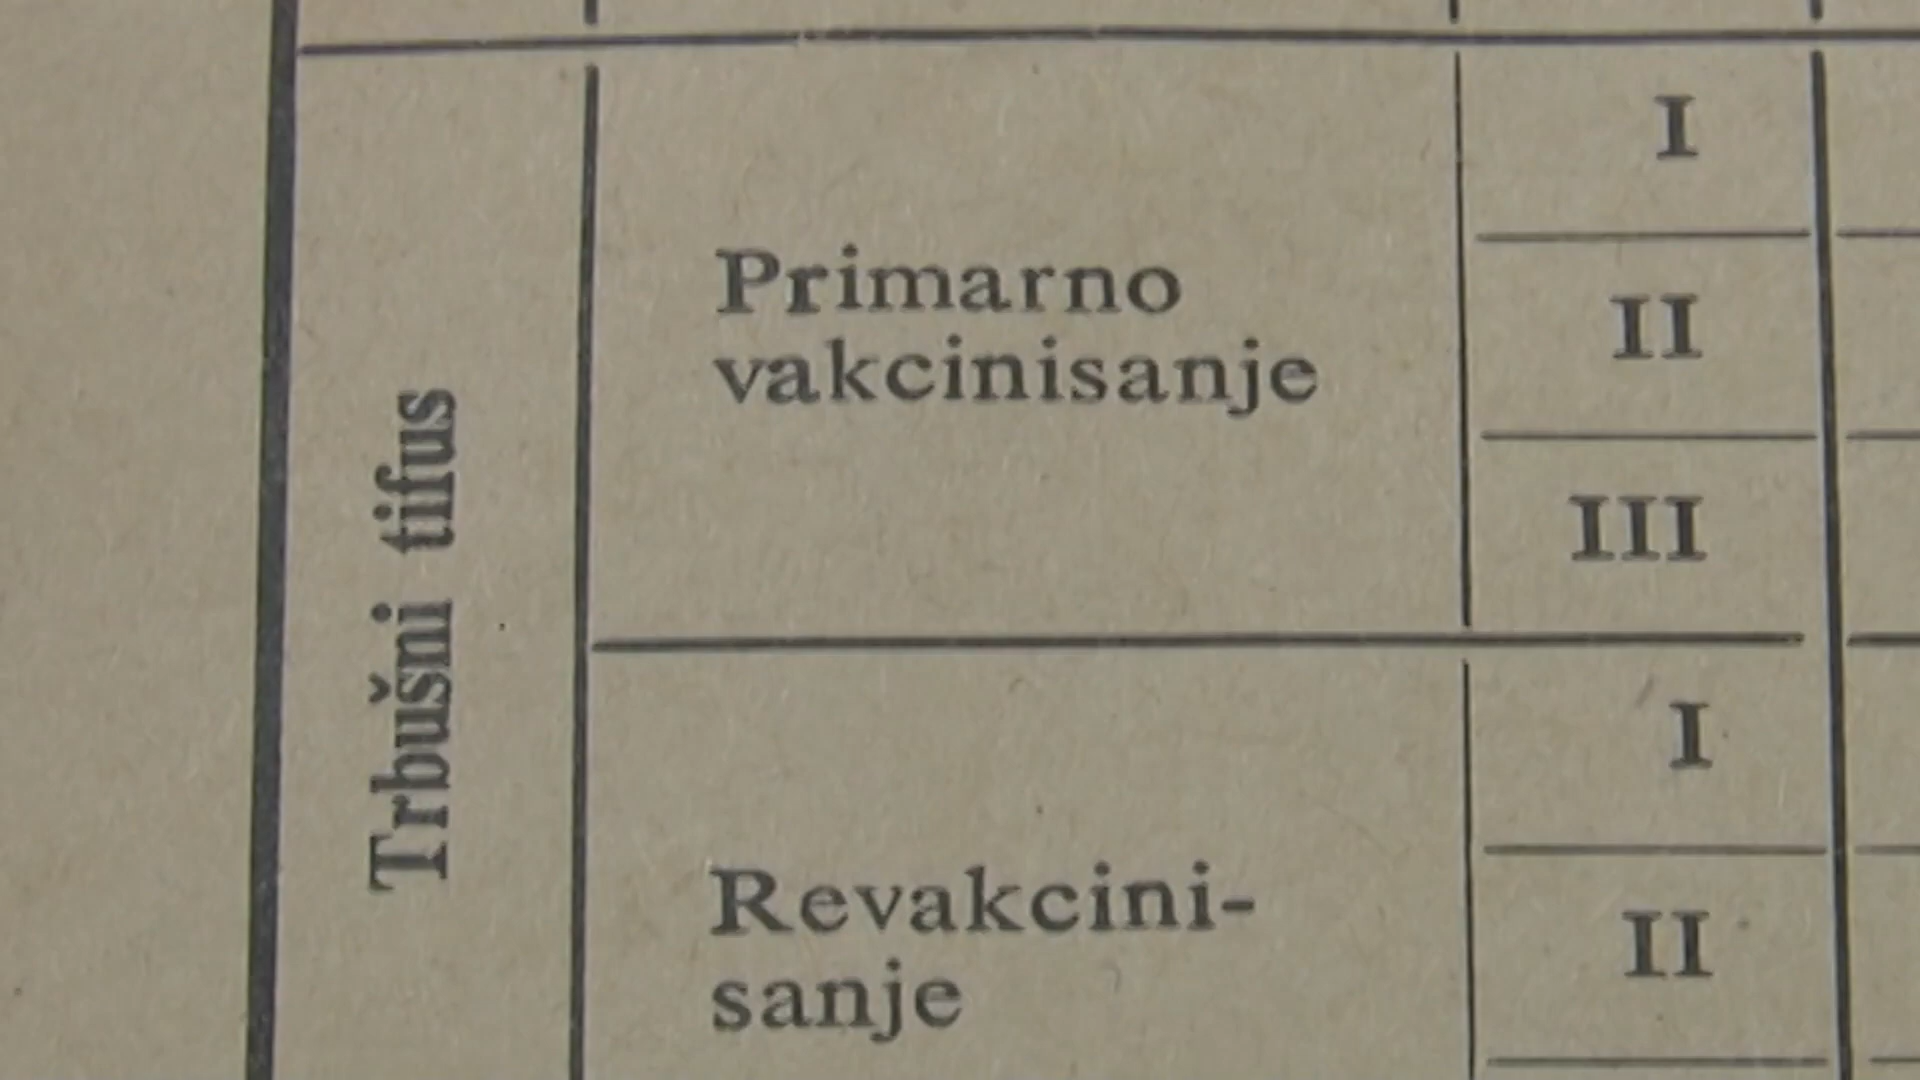 Trbušni tifus
Primarno
vakcinisanje
I
II
III
Revakcini-
sanje
I
II